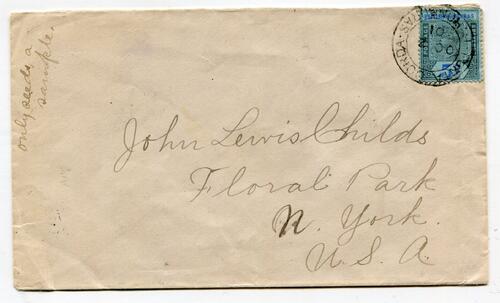 only seeds, a
sample.
John Lewis Childs
Floral Park
N. York.
U.S.A.